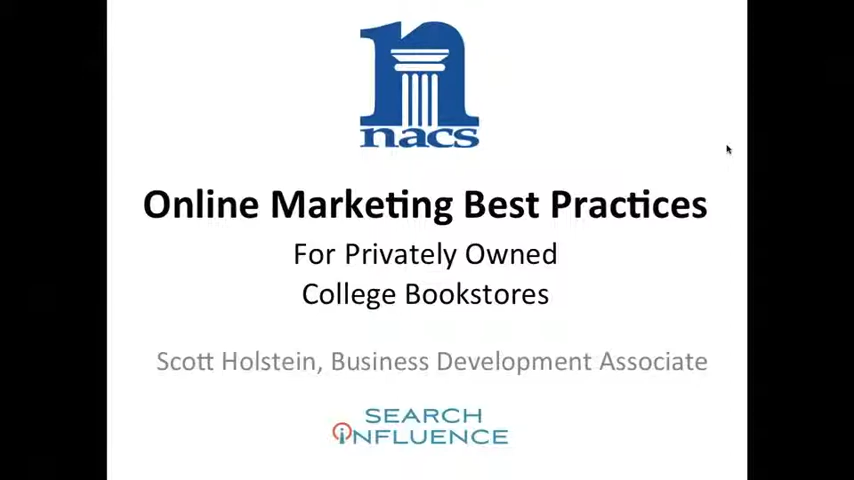 nacs
Online Marketing Best Practices
For Privately Owned
College Bookstores
Scott Holstein, Business Development Associate
SEARCH
INFLUENCE